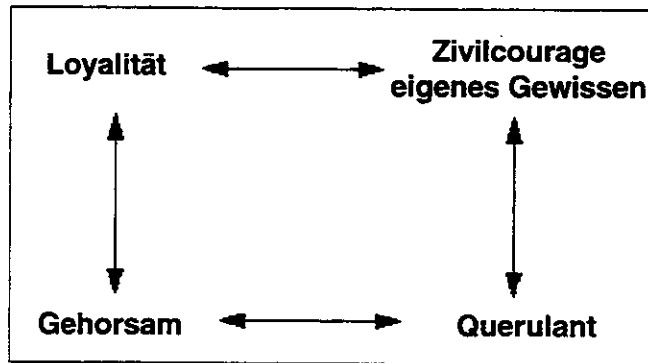 Loyalität
Zivilcourage
eigenes Gewissen
Gehorsam
Querulant